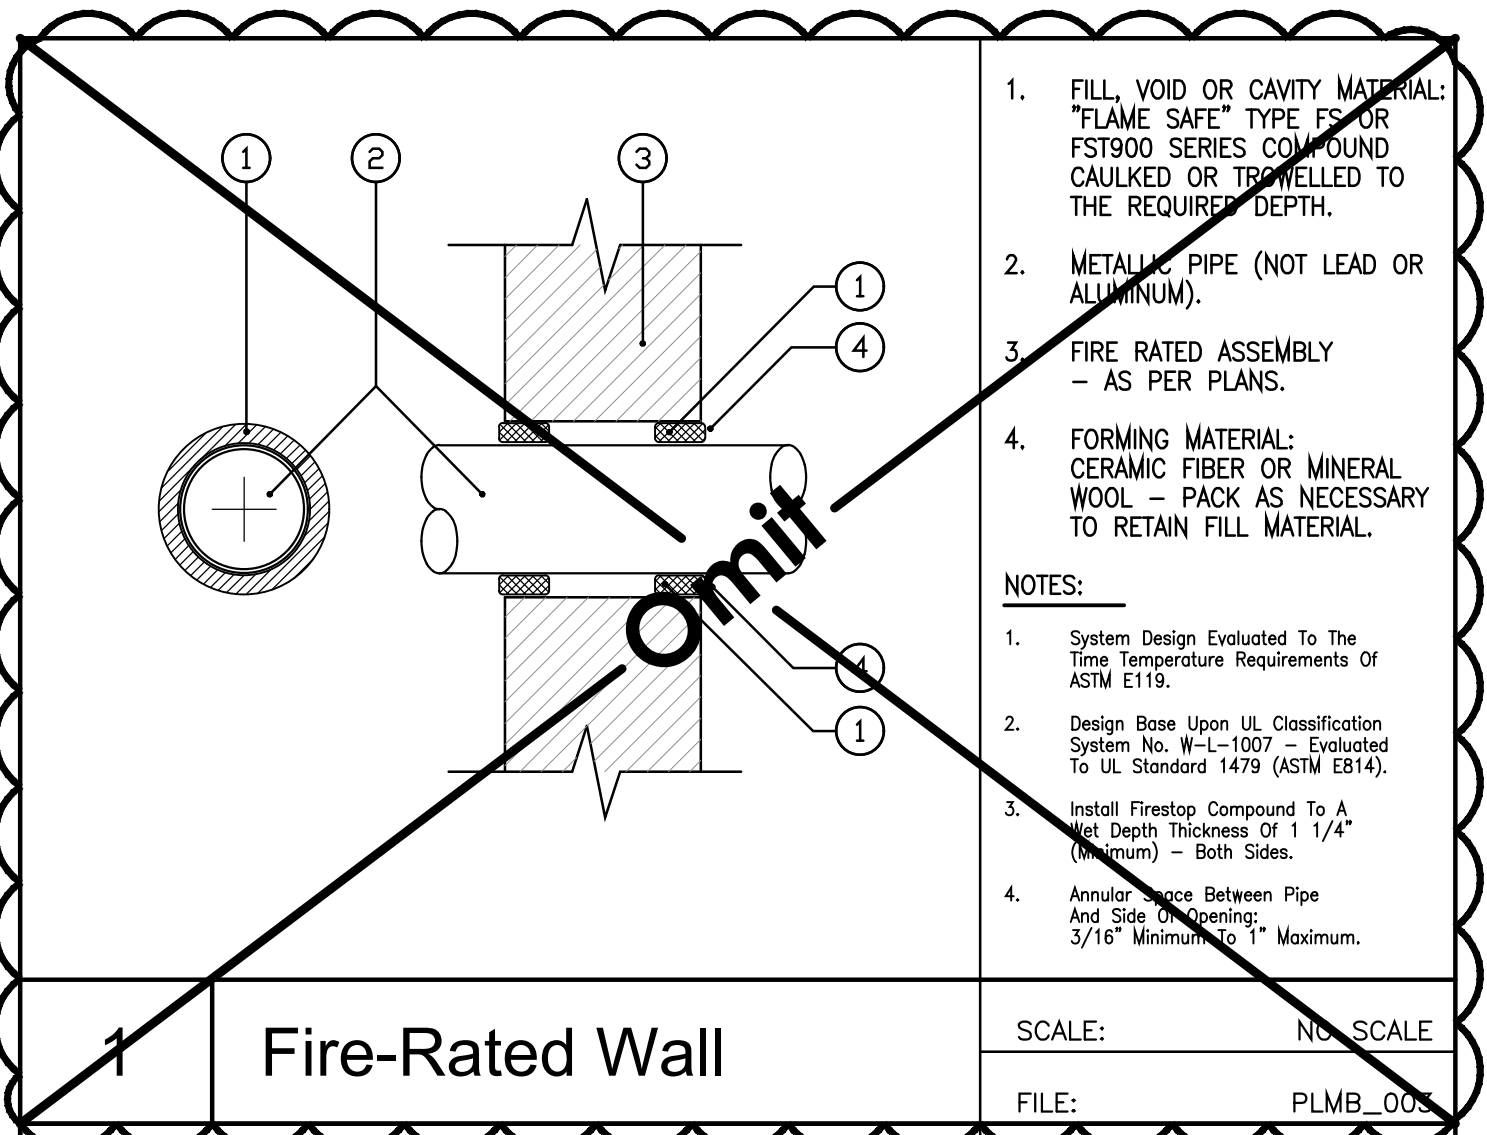 1
2
3
1
4
Omit
4
1
1. FILL, VOID OR CAVITY MATERIAL:
"FLAME SAFE" TYPE FS OR
FST900 SERIES COMPOUND
CAULKED OR TROWELLED TO
THE REQUIRED DEPTH.
2. METALLIC PIPE (NOT LEAD OR
ALUMINUM).
3. FIRE RATED ASSEMBLY
– AS PER PLANS.
4. FORMING MATERIAL:
CERAMIC FIBER OR MINERAL
WOOL – PACK AS NECESSARY
TO RETAIN FILL MATERIAL.
NOTES:
1. System Design Evaluated To The
Time Temperature Requirements Of
ASTM E119.
2. Design Base Upon UL Classification
System No. W–L–1007 – Evaluated
To UL Standard 1479 (ASTM E814).
3. Install Firestop Compound To A
Wet Depth Thickness Of 1 1/4"
(Minimum) – Both Sides.
4. Annular Space Between Pipe
And Side Of Opening:
3/16" Minimum To 1" Maximum.
1
Fire-Rated Wall
SCALE: NO SCALE
FILE: PLMB_003